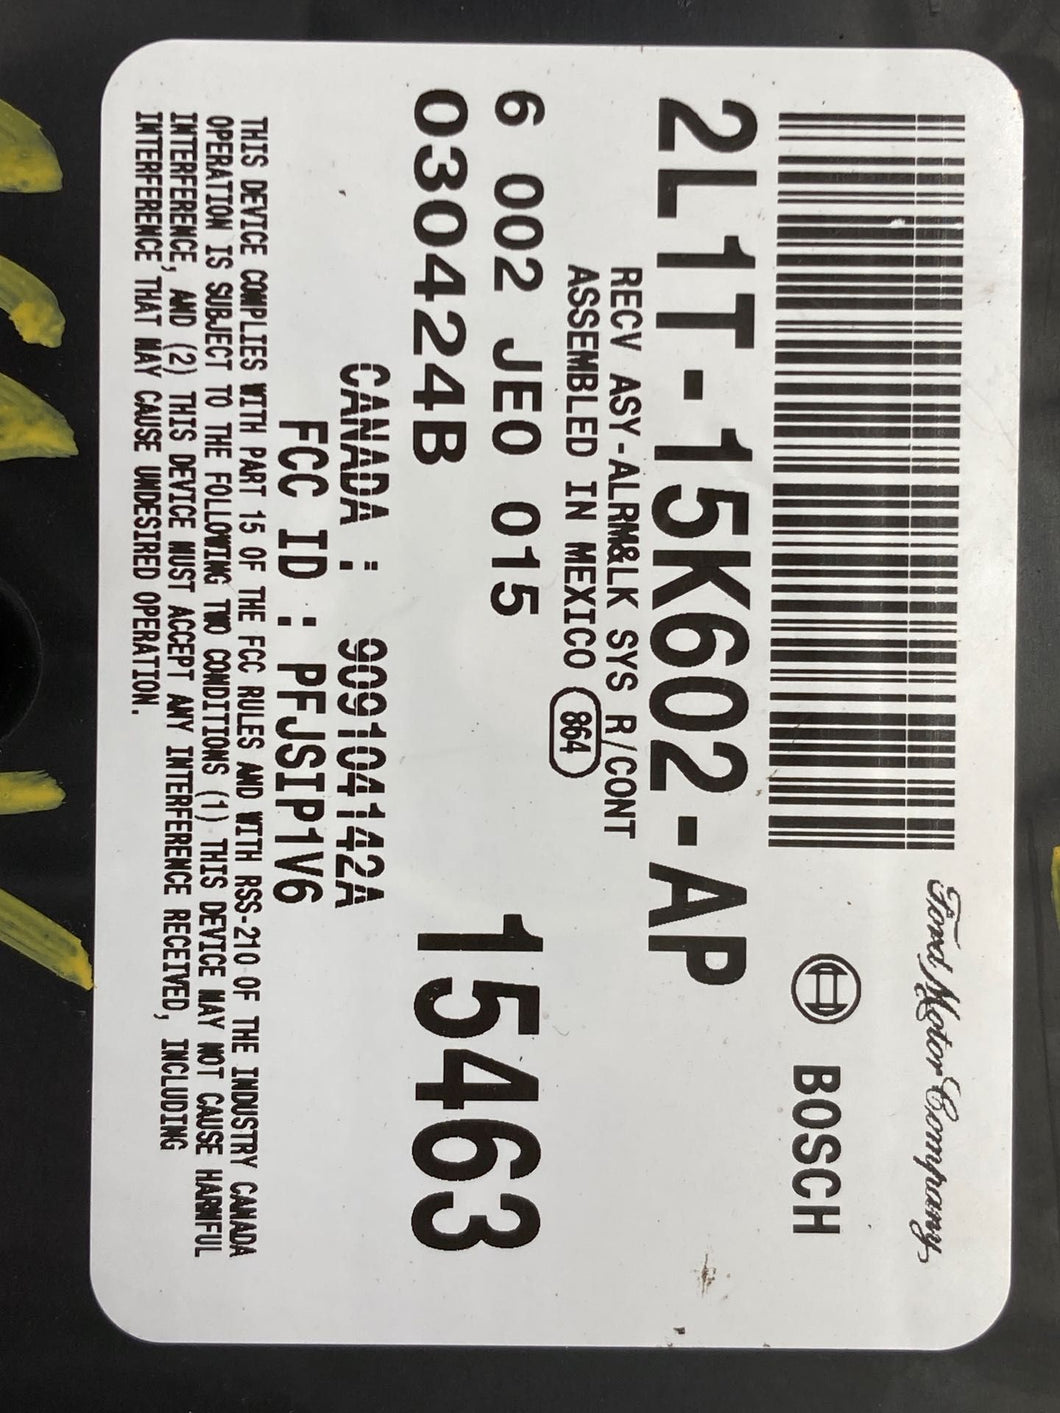 Ford Motor Company,
BOSCH
2L1T-15K602-AP
RECV ASY-ALRM&LK SYS R/CONT
ASSEMBLED IN MEXICO 864
6 002 JE0 015
030424B
15463
CANADA : 90910414​2A
FCC ID : PFJSIP1V6
THIS DEVICE COMPLIES WITH PART 15 OF THE FCC RULES AND WITH RSS-210 OF THE INDUSTRY CANADA
OPERATION IS SUBJECT TO THE FOLLOWING TWO CONDITIONS (1) THIS DEVICE MAY NOT CAUSE HARMFUL
INTERFERENCE, AND (2) THIS DEVICE MUST ACCEPT ANY INTERFERENCE RECEIVED, INCLUDING
INTERFERENCE THAT MAY CAUSE UNDESIRED OPERATION.